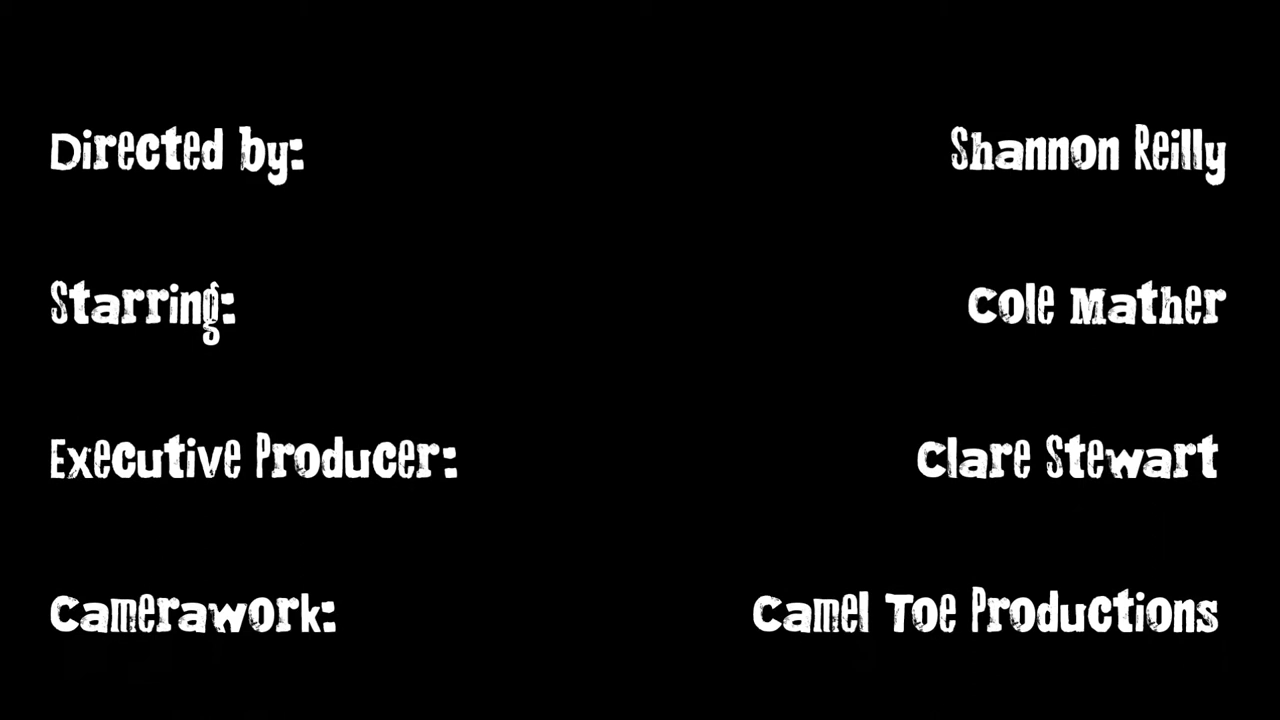 Directed by: Shannon Reilly
Starring: Cole Mather
Executive Producer: Clare Stewart
Camerawork: Camel Toe Productions